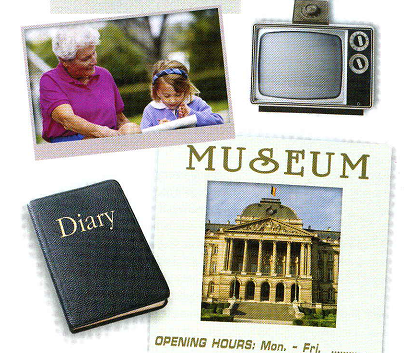 MUSEUM
Diary
OPENING HOURS: Mon. - Fri.